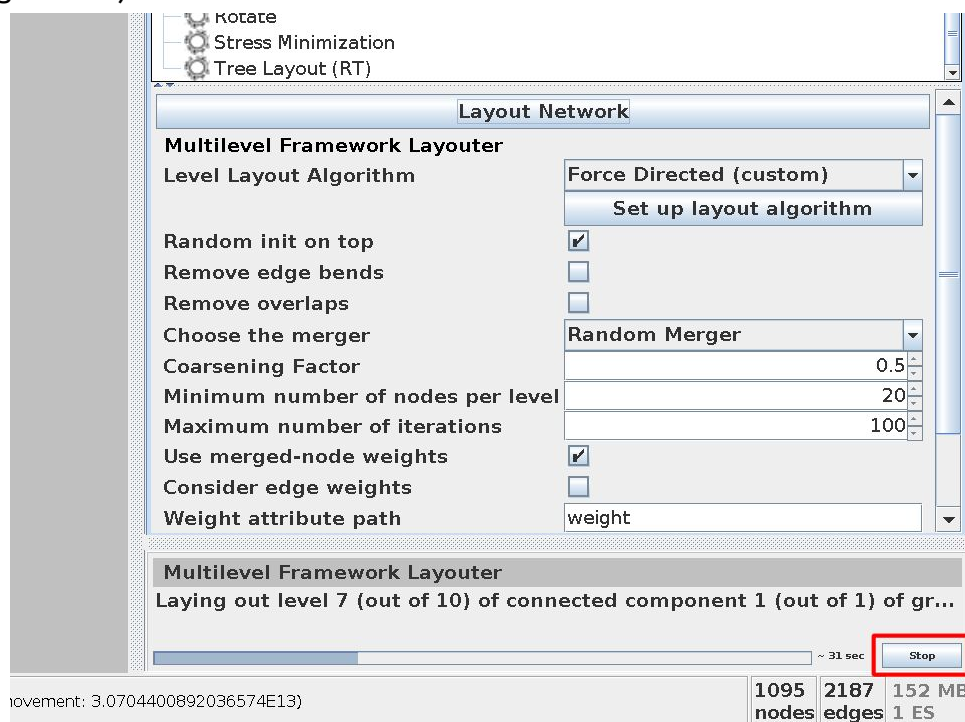 Rotate
Stress Minimization
Tree Layout (RT)
Layout Network
Multilevel Framework Layouter
Level Layout Algorithm Force Directed (custom)
Set up layout algorithm
Random init on top
Remove edge bends
Remove overlaps
Choose the merger Random Merger
Coarsening Factor 0.5
Minimum number of nodes per level 20
Maximum number of iterations 100
Use merged-node weights
Consider edge weights
Weight attribute path weight
Multilevel Framework Layouter
Laying out level 7 (out of 10) of connected component 1 (out of 1) of gr...
~ 31 sec Stop
ovement: 3.0704400892036574E13)
1095 2187 152 MB
nodes edges 1 ES